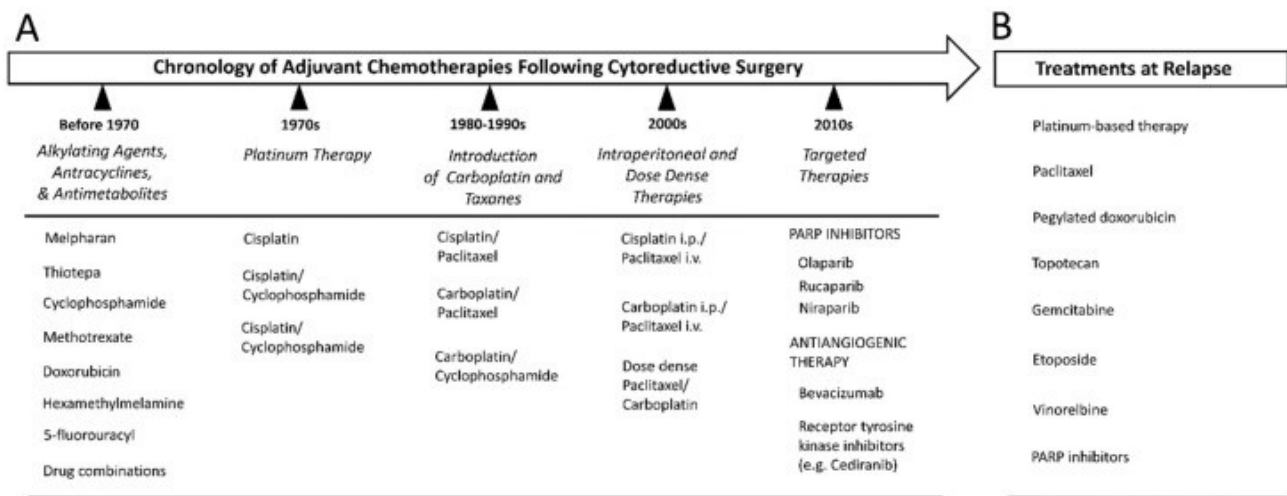 A
Chronology of Adjuvant Chemotherapies Following Cytoreductive Surgery
Before 1970
Alkylating Agents,
Antracyclines,
& Antimetabolites
Melpharan
Thiotepa
Cyclophosphamide
Methotrexate
Doxorubicin
Hexamethylmelamine
5-fluorouracyl
Drug combinations
1970s
Platinum Therapy
Cisplatin
Cisplatin/
Cyclophosphamide
Cisplatin/
Cyclophosphamide
1980-1990s
Introduction
of Carboplatin and
Taxanes
Cisplatin/
Paclitaxel
Carboplatin/
Paclitaxel
Carboplatin/
Cyclophosphamide
2000s
Intraperitoneal and
Dose Dense
Therapies
Cisplatin i.p./
Paclitaxel i.v.
Carboplatin i.p./
Paclitaxel i.v.
Dose dense
Paclitaxel/
Carboplatin
2010s
Targeted
Therapies
PARP INHIBITORS
Olaparib
Rucaparib
Niraparib
ANTIANGIOGENIC
THERAPY
Bevacizumab
Receptor tyrosine
kinase inhibitors
(e.g. Cediranib)
B
Treatments at Relapse
Platinum-based therapy
Paclitaxel
Pegylated doxorubicin
Topotecan
Gemcitabine
Etoposide
Vinorelbine
PARP inhibitors